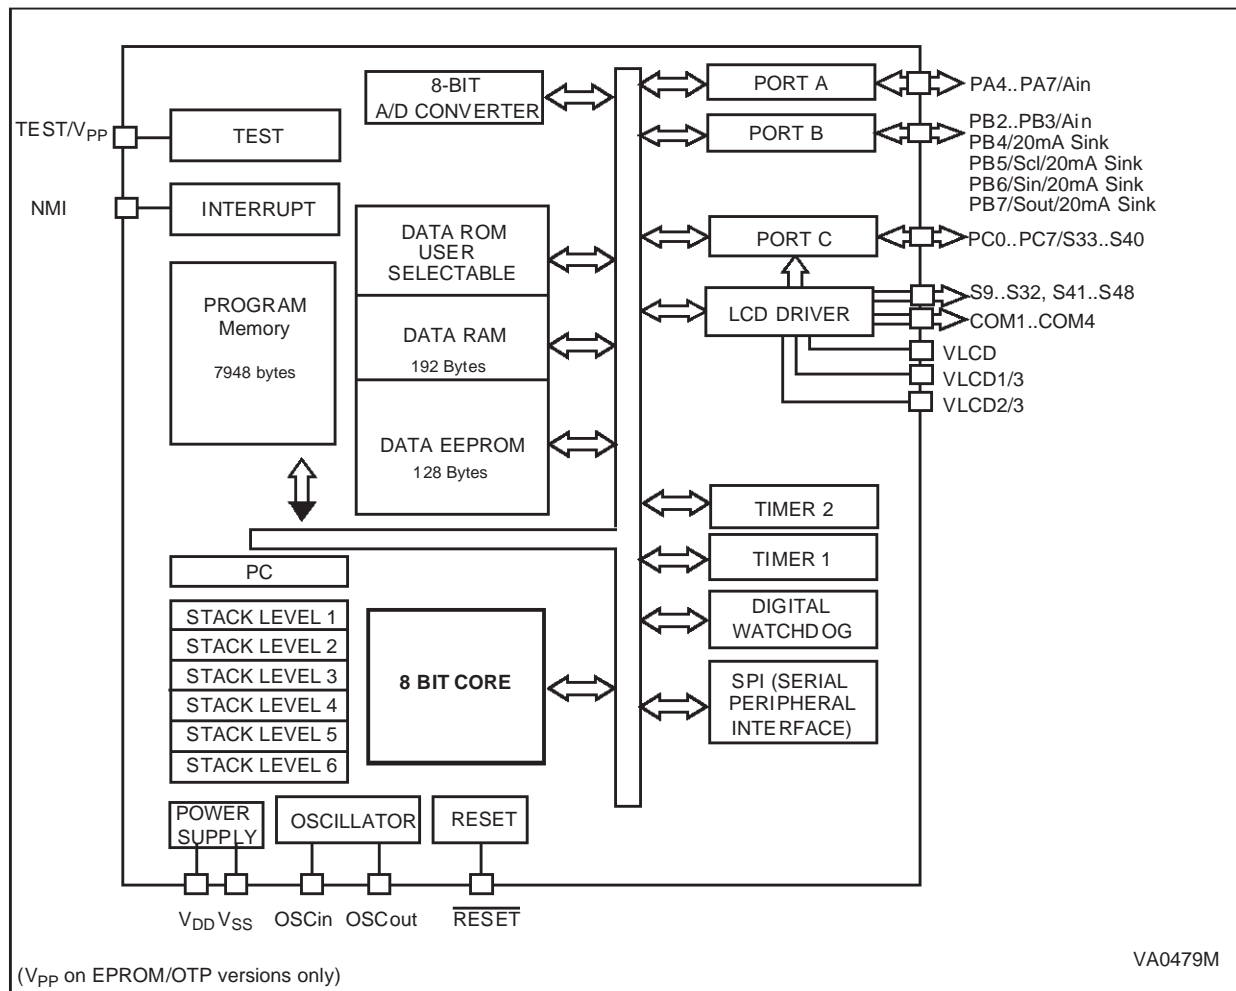 8-BIT
A/D CONVERTER
PORT A
PA4..PA7/Ain
TEST/VPP
TEST
PORT B
PB2..PB3/Ain
PB4/20mA Sink
PB5/Scl/20mA Sink
PB6/Sin/20mA Sink
PB7/Sout/20mA Sink
NMI
INTERRUPT
DATA ROM
USER
SELECTABLE
PORT C
PC0..PC7/S33..S40
PROGRAM
Memory
7948 bytes
DATA RAM
192 Bytes
LCD DRIVER
S9..S32, S41..S48
COM1..COM4
VLCD
VLCD1/3
VLCD2/3
DATA EEPROM
128 Bytes
TIMER 2
TIMER 1
PC
DIGITAL
WATCHDOG
STACK LEVEL 1
STACK LEVEL 2
STACK LEVEL 3
STACK LEVEL 4
STACK LEVEL 5
STACK LEVEL 6
8 BIT CORE
SPI (SERIAL
PERIPHERAL
INTERFACE)
POWER
SUPPLY
OSCILLATOR
RESET
VDD VSS
OSCin
OSCout
RESET
(VPP on EPROM/OTP versions only)
VA0479M